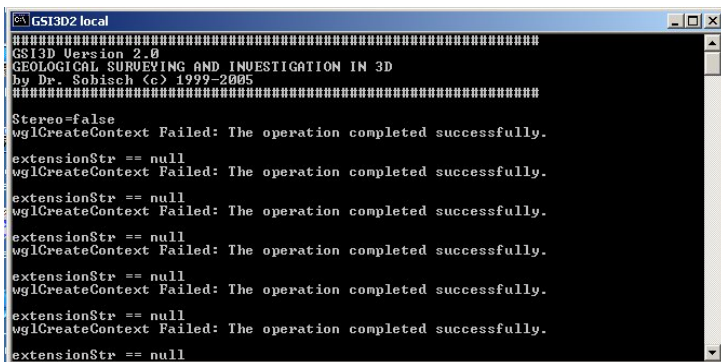 GSI3D2 local
##############################################################
GSI3D Version 2.0
GEOLOGICAL SURVEYING AND INVESTIGATION IN 3D
by Dr. Sobisch (c) 1999-2005
##############################################################
Stereo=false
wglCreateContext Failed: The operation completed successfully.
extensionStr == null
wglCreateContext Failed: The operation completed successfully.
extensionStr == null
wglCreateContext Failed: The operation completed successfully.
extensionStr == null
wglCreateContext Failed: The operation completed successfully.
extensionStr == null
wglCreateContext Failed: The operation completed successfully.
extensionStr == null
wglCreateContext Failed: The operation completed successfully.
extensionStr == null